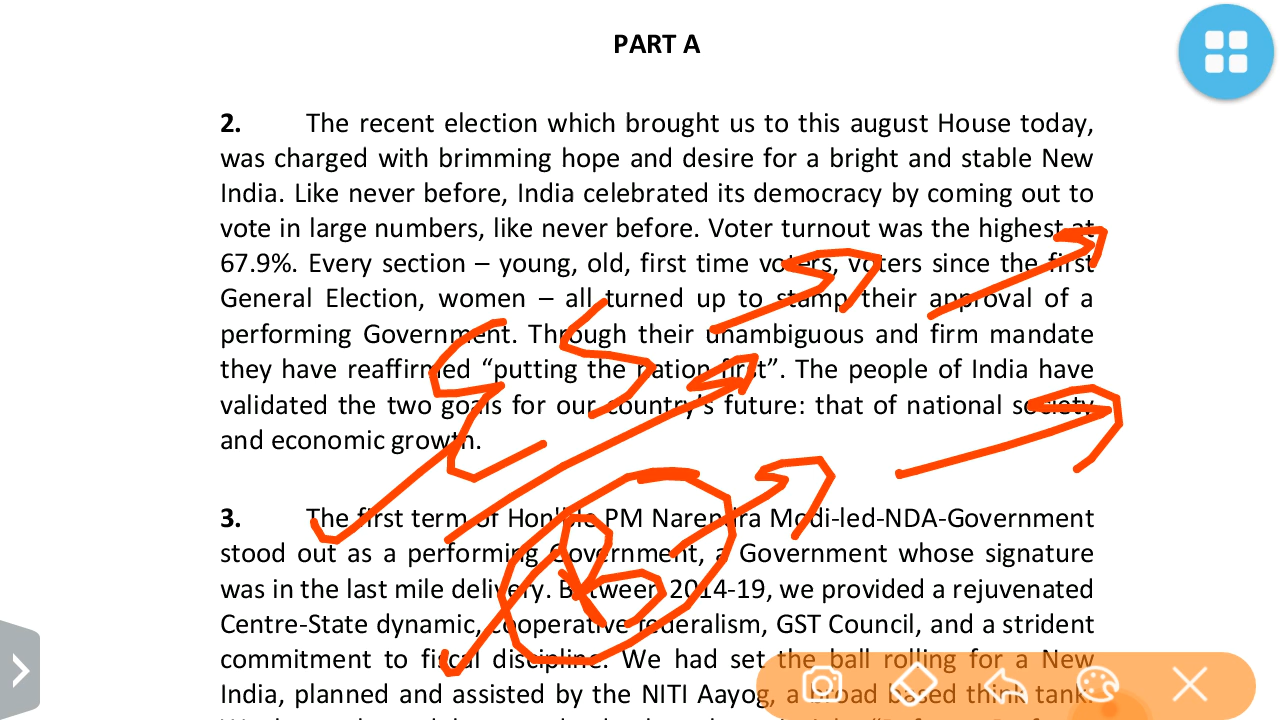 PART A
2. The recent election which brought us to this august House today,
was charged with brimming hope and desire for a bright and stable New
India. Like never before, India celebrated its democracy by coming out to
vote in large numbers, like never before. Voter turnout was the highest at
67.9%. Every section – young, old, first time voters, voters since the first
General Election, women – all turned up to stamp their approval of a
performing Government. Through their unambiguous and firm mandate
they have reaffirmed “putting the nation first”. The people of India have
validated the two goals for our country’s future: that of national society
and economic growth.
3. The first term of Hon'ble PM Narendra Modi-led-NDA-Government
stood out as a performing Government, a Government whose signature
was in the last mile delivery. Between 2014-19, we provided a rejuvenated
Centre-State dynamic, cooperative federalism, GST Council, and a strident
commitment to fiscal discipline. We had set the ball rolling for a New
India, planned and assisted by the NITI Aayog, a broad based think tank.